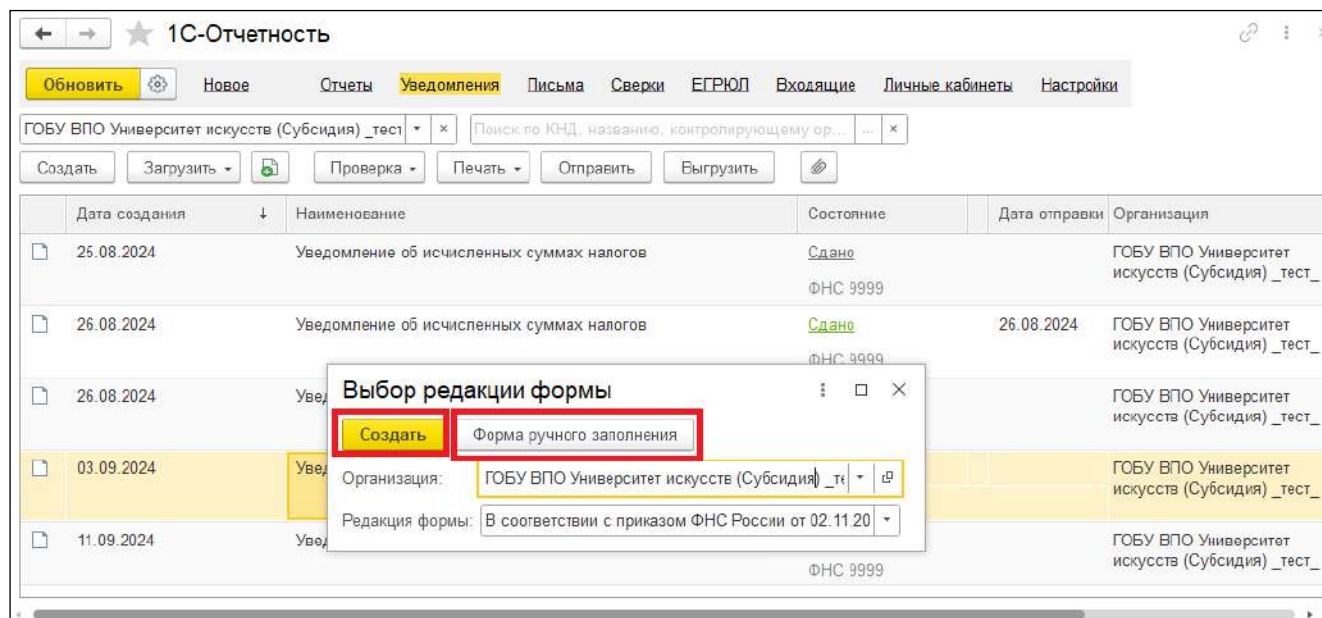 1С-Отчетность
Обновить Новое Отчеты Уведомления Письма Сверки ЕГРЮЛ Входящие Личные кабинеты Настройки
ГОБУ ВПО Университет искусств (Субсидия) _тест Поиск по КНД, названию, контролирующему ор...
Создать Загрузить Проверка Печать Отправить Выгрузить
Дата создания Наименование Состояние Дата отправки Организация
25.08.2024 Уведомление об исчисленных суммах налогов Сдано ГОБУ ВПО Университет
искусств (Субсидия) _тест_
ФНС 9999
26.08.2024 Уведомление об исчисленных суммах налогов Сдано 26.08.2024 ГОБУ ВПО Университет
искусств (Субсидия) _тест_
ФНС 9999
26.08.2024 Увед ГОБУ ВПО Университет
искусств (Субсидия) _тест_
Выбор редакции формы
Создать Форма ручного заполнения
03.09.2024 Увед ГОБУ ВПО Университет
искусств (Субсидия) _тест_
Организация: ГОБУ ВПО Университет искусств (Субсидия) _те
Редакция формы: В соответствии с приказом ФНС России от 02.11.20
11.09.2024 Увед ГОБУ ВПО Университет
искусств (Субсидия) _тест_
ФНС 9999